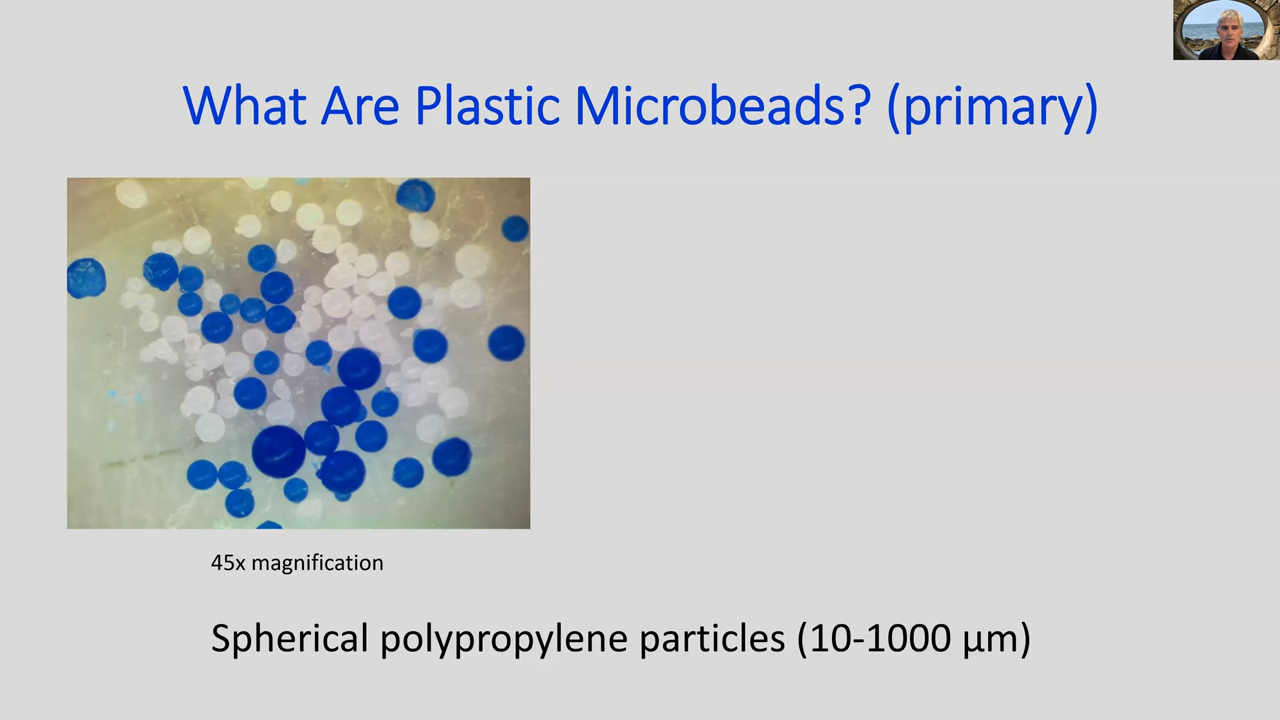 What Are Plastic Microbeads? (primary)
45x magnification
Spherical polypropylene particles (10-1000 µm)